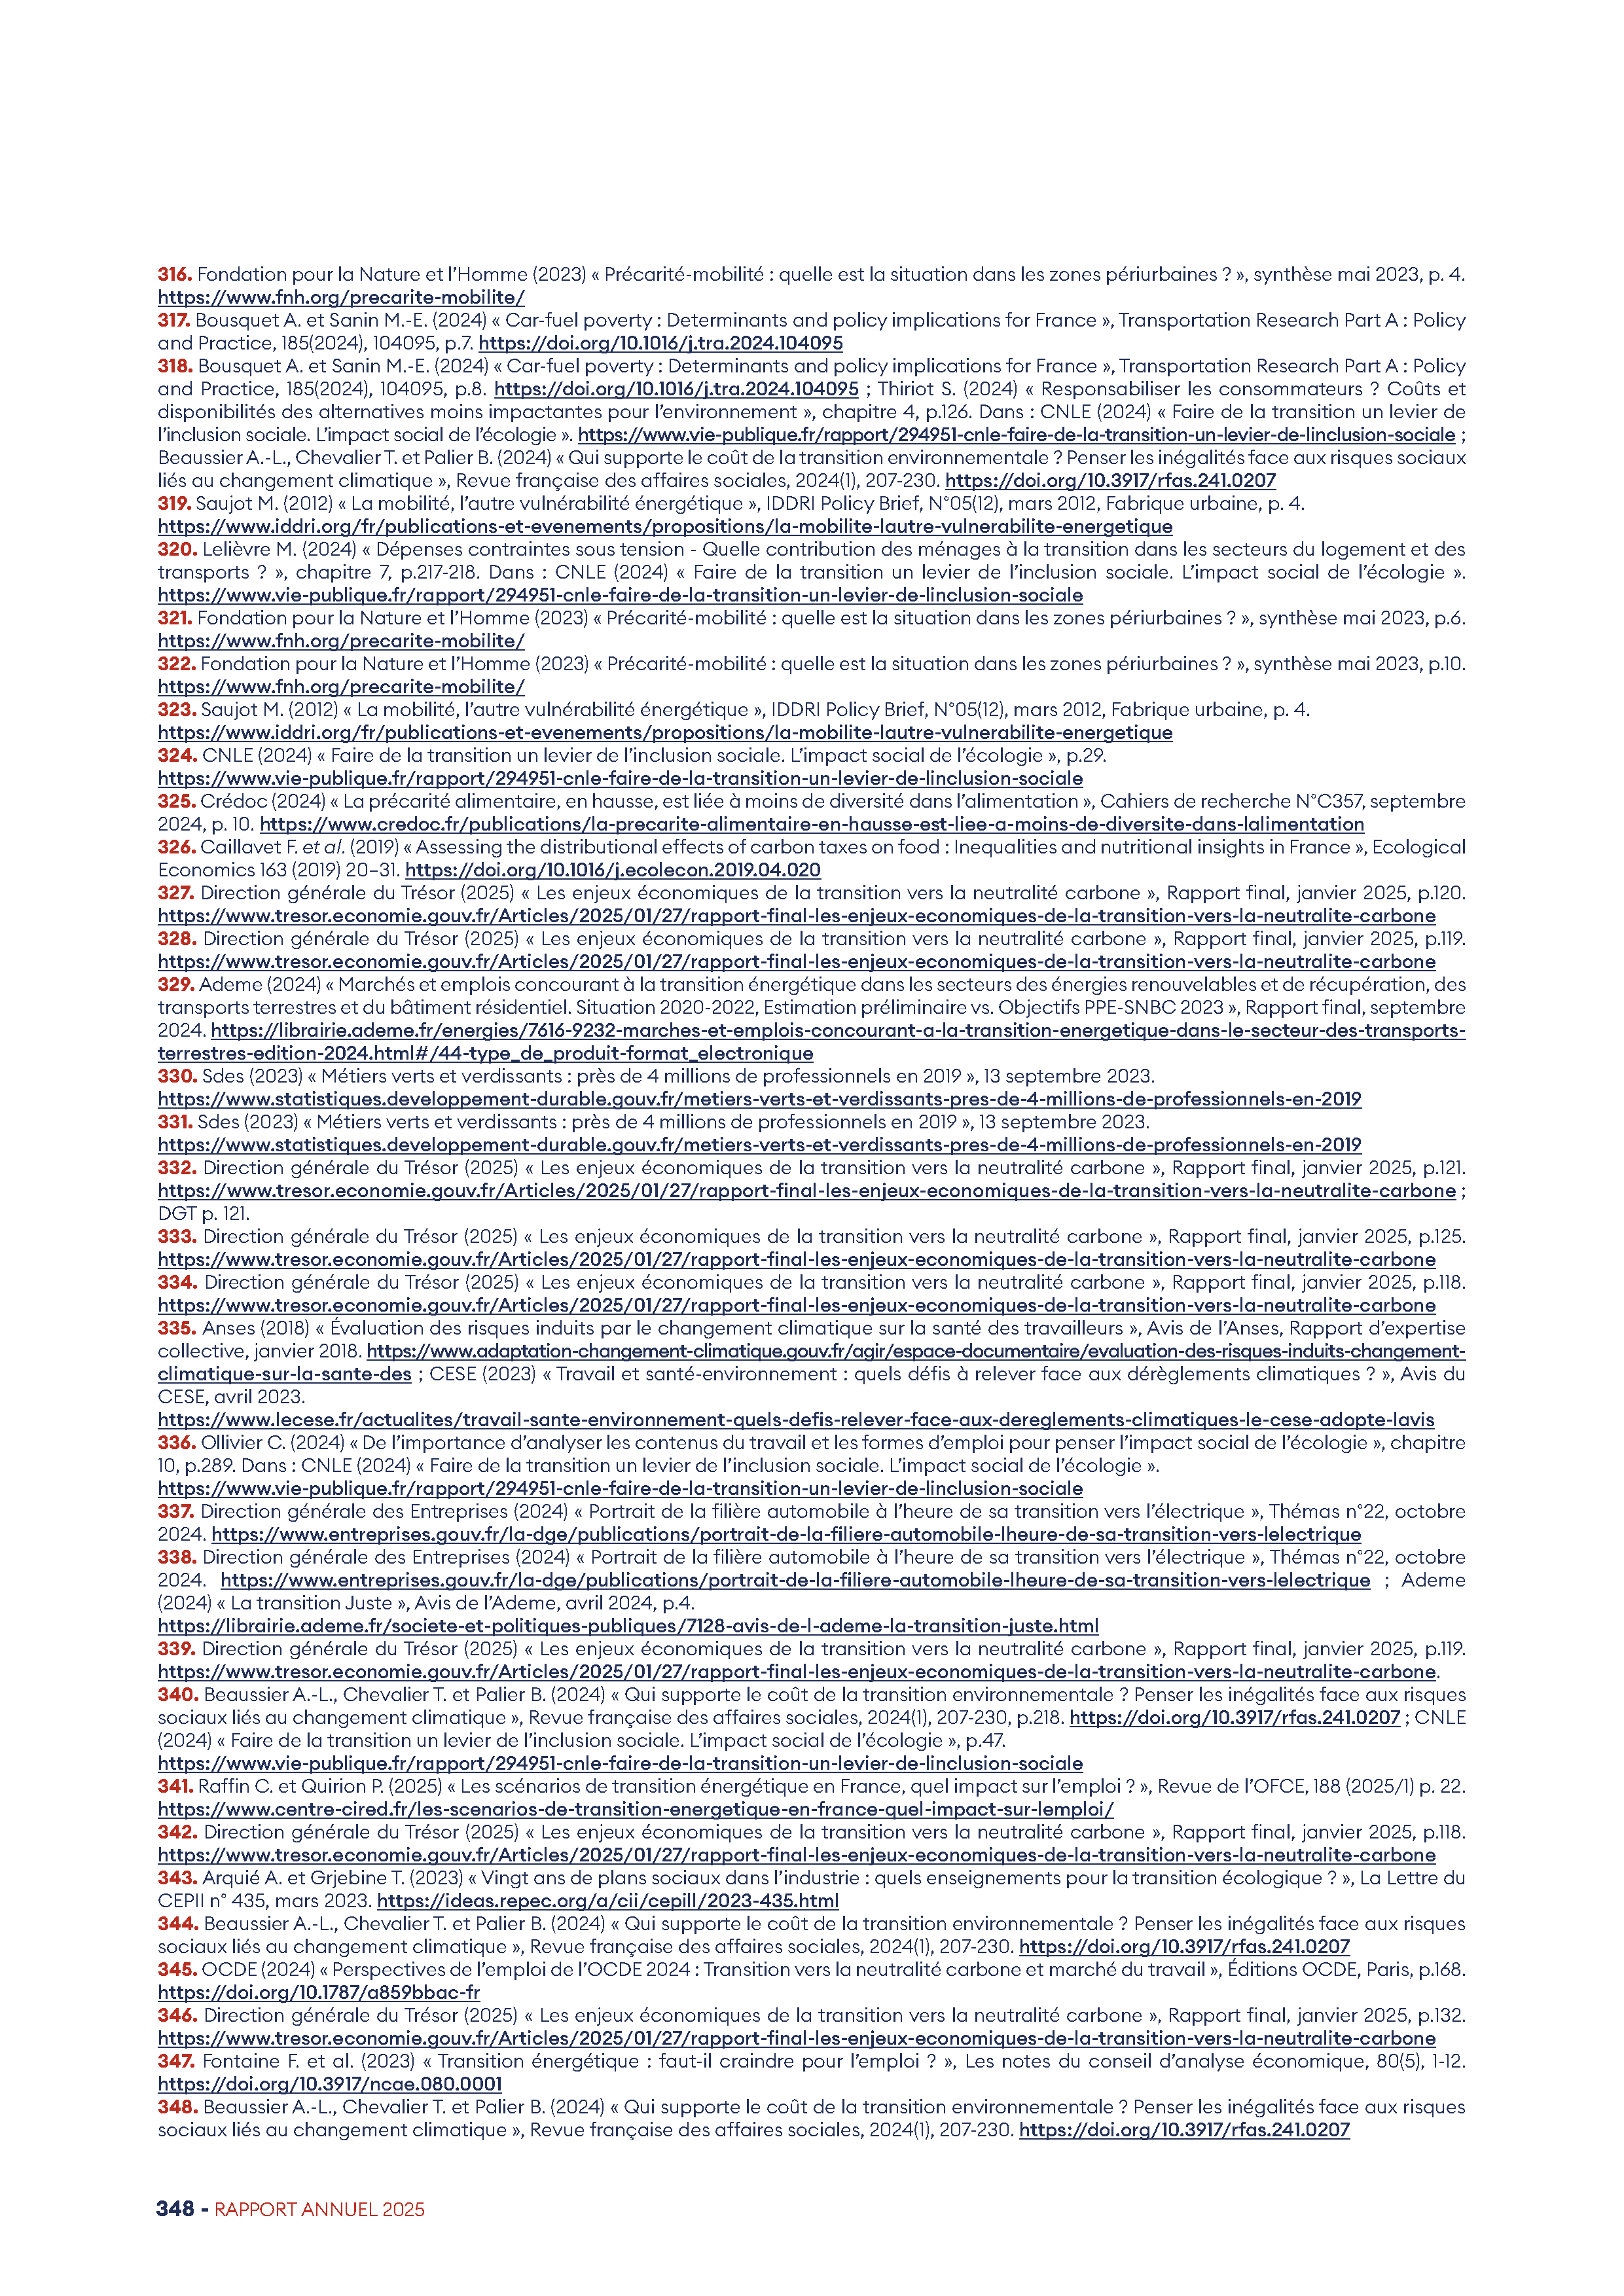 316. Fondation pour la Nature et l’Homme (2023) « Précarité-mobilité : quelle est la situation dans les zones périurbaines ? », synthèse mai 2023, p. 4.
https://www.fnh.org/precarite-mobilite/
317. Bousquet A. et Sanin M.-E. (2024) « Car-fuel poverty : Determinants and policy implications for France », Transportation Research Part A : Policy
and Practice, 185(2024), 104095, p.7. https://doi.org/10.1016/j.tra.2024.104095
318. Bousquet A. et Sanin M.-E. (2024) « Car-fuel poverty : Determinants and policy implications for France », Transportation Research Part A : Policy
and Practice, 185(2024), 104095, p.8. https://doi.org/10.1016/j.tra.2024.104095 ; Thiriot S. (2024) « Responsabiliser les consommateurs ? Coûts et
disponibilités des alternatives moins impactantes pour l’environnement », chapitre 4, p.126. Dans : CNLE (2024) « Faire de la transition un levier de
l’inclusion sociale. L’impact social de l’écologie ». https://www.vie-publique.fr/rapport/294951-cnle-faire-de-la-transition-un-levier-de-linclusion-sociale ;
Beaussier A.-L., Chevalier T. et Palier B. (2024) « Qui supporte le coût de la transition environnementale ? Penser les inégalités face aux risques sociaux
liés au changement climatique », Revue française des affaires sociales, 2024(1), 207-230. https://doi.org/10.3917/rfas.241.0207
319. Saujot M. (2012) « La mobilité, l’autre vulnérabilité énergétique », IDDRI Policy Brief, N°05(12), mars 2012, Fabrique urbaine, p. 4.
https://www.iddri.org/fr/publications-et-evenements/propositions/la-mobilite-lautre-vulnerabilite-energetique
320. Lelièvre M. (2024) « Dépenses contraintes sous tension - Quelle contribution des ménages à la transition dans les secteurs du logement et des
transports ? », chapitre 7, p.217-218. Dans : CNLE (2024) « Faire de la transition un levier de l’inclusion sociale. L’impact social de l’écologie ».
https://www.vie-publique.fr/rapport/294951-cnle-faire-de-la-transition-un-levier-de-linclusion-sociale
321. Fondation pour la Nature et l’Homme (2023) « Précarité-mobilité : quelle est la situation dans les zones périurbaines ? », synthèse mai 2023, p.6.
https://www.fnh.org/precarite-mobilite/
322. Fondation pour la Nature et l’Homme (2023) « Précarité-mobilité : quelle est la situation dans les zones périurbaines ? », synthèse mai 2023, p.10.
https://www.fnh.org/precarite-mobilite/
323. Saujot M. (2012) « La mobilité, l’autre vulnérabilité énergétique », IDDRI Policy Brief, N°05(12), mars 2012, Fabrique urbaine, p. 4.
https://www.iddri.org/fr/publications-et-evenements/propositions/la-mobilite-lautre-vulnerabilite-energetique
324. CNLE (2024) « Faire de la transition un levier de l’inclusion sociale. L’impact social de l’écologie », p.29.
https://www.vie-publique.fr/rapport/294951-cnle-faire-de-la-transition-un-levier-de-linclusion-sociale
325. Crédoc (2024) « La précarité alimentaire, en hausse, est liée à moins de diversité dans l’alimentation », Cahiers de recherche N°C357, septembre
2024, p. 10. https://www.credoc.fr/publications/la-precarite-alimentaire-en-hausse-est-liee-a-moins-de-diversite-dans-lalimentation
326. Caillavet F. et al. (2019) « Assessing the distributional effects of carbon taxes on food : Inequalities and nutritional insights in France », Ecological
Economics 163 (2019) 20–31. https://doi.org/10.1016/j.ecolecon.2019.04.020
327. Direction générale du Trésor (2025) « Les enjeux économiques de la transition vers la neutralité carbone », Rapport final, janvier 2025, p.120.
https://www.tresor.economie.gouv.fr/Articles/2025/01/27/rapport-final-les-enjeux-economiques-de-la-transition-vers-la-neutralite-carbone
328. Direction générale du Trésor (2025) « Les enjeux économiques de la transition vers la neutralité carbone », Rapport final, janvier 2025, p.119.
https://www.tresor.economie.gouv.fr/Articles/2025/01/27/rapport-final-les-enjeux-economiques-de-la-transition-vers-la-neutralite-carbone
329. Ademe (2024) « Marchés et emplois concourant à la transition énergétique dans les secteurs des énergies renouvelables et de récupération, des
transports terrestres et du bâtiment résidentiel. Situation 2020-2022, Estimation préliminaire vs. Objectifs PPE-SNBC 2023 », Rapport final, septembre
2024. https://librairie.ademe.fr/energies/7616-9232-marches-et-emplois-concourant-a-la-transition-energetique-dans-le-secteur-des-transports-
terrestres-edition-2024.html#/44-type_de_produit-format_electronique
330. Sdes (2023) « Métiers verts et verdissants : près de 4 millions de professionnels en 2019 », 13 septembre 2023.
https://www.statistiques.developpement-durable.gouv.fr/metiers-verts-et-verdissants-pres-de-4-millions-de-professionnels-en-2019
331. Sdes (2023) « Métiers verts et verdissants : près de 4 millions de professionnels en 2019 », 13 septembre 2023.
https://www.statistiques.developpement-durable.gouv.fr/metiers-verts-et-verdissants-pres-de-4-millions-de-professionnels-en-2019
332. Direction générale du Trésor (2025) « Les enjeux économiques de la transition vers la neutralité carbone », Rapport final, janvier 2025, p.121.
https://www.tresor.economie.gouv.fr/Articles/2025/01/27/rapport-final-les-enjeux-economiques-de-la-transition-vers-la-neutralite-carbone ;
DGT p. 121.
333. Direction générale du Trésor (2025) « Les enjeux économiques de la transition vers la neutralité carbone », Rapport final, janvier 2025, p.125.
https://www.tresor.economie.gouv.fr/Articles/2025/01/27/rapport-final-les-enjeux-economiques-de-la-transition-vers-la-neutralite-carbone
334. Direction générale du Trésor (2025) « Les enjeux économiques de la transition vers la neutralité carbone », Rapport final, janvier 2025, p.118.
https://www.tresor.economie.gouv.fr/Articles/2025/01/27/rapport-final-les-enjeux-economiques-de-la-transition-vers-la-neutralite-carbone
335. Anses (2018) « Évaluation des risques induits par le changement climatique sur la santé des travailleurs », Avis de l’Anses, Rapport d’expertise
collective, janvier 2018. https://www.adaptation-changement-climatique.gouv.fr/agir/espace-documentaire/evaluation-des-risques-induits-changement-
climatique-sur-la-sante-des ; CESE (2023) « Travail et santé-environnement : quels défis à relever face aux dérèglements climatiques ? », Avis du
CESE, avril 2023.
https://www.lecese.fr/actualites/travail-sante-environnement-quels-defis-relever-face-aux-dereglements-climatiques-le-cese-adopte-lavis
336. Ollivier C. (2024) « De l’importance d’analyser les contenus du travail et les formes d’emploi pour penser l’impact social de l’écologie », chapitre
10, p.289. Dans : CNLE (2024) « Faire de la transition un levier de l’inclusion sociale. L’impact social de l’écologie ».
https://www.vie-publique.fr/rapport/294951-cnle-faire-de-la-transition-un-levier-de-linclusion-sociale
337. Direction générale des Entreprises (2024) « Portrait de la filière automobile à l’heure de sa transition vers l’électrique », Thémas n°22, octobre
2024. https://www.entreprises.gouv.fr/la-dge/publications/portrait-de-la-filiere-automobile-lheure-de-sa-transition-vers-lelectrique
338. Direction générale des Entreprises (2024) « Portrait de la filière automobile à l’heure de sa transition vers l’électrique », Thémas n°22, octobre
2024. https://www.entreprises.gouv.fr/la-dge/publications/portrait-de-la-filiere-automobile-lheure-de-sa-transition-vers-lelectrique ; Ademe
(2024) « La transition Juste », Avis de l’Ademe, avril 2024, p.4.
https://librairie.ademe.fr/societe-et-politiques-publiques/7128-avis-de-l-ademe-la-transition-juste.html
339. Direction générale du Trésor (2025) « Les enjeux économiques de la transition vers la neutralité carbone », Rapport final, janvier 2025, p.119.
https://www.tresor.economie.gouv.fr/Articles/2025/01/27/rapport-final-les-enjeux-economiques-de-la-transition-vers-la-neutralite-carbone.
340. Beaussier A.-L., Chevalier T. et Palier B. (2024) « Qui supporte le coût de la transition environnementale ? Penser les inégalités face aux risques
sociaux liés au changement climatique », Revue française des affaires sociales, 2024(1), 207-230, p.218. https://doi.org/10.3917/rfas.241.0207 ; CNLE
(2024) « Faire de la transition un levier de l’inclusion sociale. L’impact social de l’écologie », p.47.
https://www.vie-publique.fr/rapport/294951-cnle-faire-de-la-transition-un-levier-de-linclusion-sociale
341. Raffin C. et Quirion P. (2025) « Les scénarios de transition énergétique en France, quel impact sur l’emploi ? », Revue de l’OFCE, 188 (2025/1) p. 22.
https://www.centre-cired.fr/les-scenarios-de-transition-energetique-en-france-quel-impact-sur-lemploi/
342. Direction générale du Trésor (2025) « Les enjeux économiques de la transition vers la neutralité carbone », Rapport final, janvier 2025, p.118.
https://www.tresor.economie.gouv.fr/Articles/2025/01/27/rapport-final-les-enjeux-economiques-de-la-transition-vers-la-neutralite-carbone
343. Arquié A. et Grjebine T. (2023) « Vingt ans de plans sociaux dans l’industrie : quels enseignements pour la transition écologique ? », La Lettre du
CEPII n° 435, mars 2023. https://ideas.repec.org/a/cii/cepill/2023-435.html
344. Beaussier A.-L., Chevalier T. et Palier B. (2024) « Qui supporte le coût de la transition environnementale ? Penser les inégalités face aux risques
sociaux liés au changement climatique », Revue française des affaires sociales, 2024(1), 207-230. https://doi.org/10.3917/rfas.241.0207
345. OCDE (2024) « Perspectives de l’emploi de l’OCDE 2024 : Transition vers la neutralité carbone et marché du travail », Éditions OCDE, Paris, p.168.
https://doi.org/10.1787/a859bbac-fr
346. Direction générale du Trésor (2025) « Les enjeux économiques de la transition vers la neutralité carbone », Rapport final, janvier 2025, p.132.
https://www.tresor.economie.gouv.fr/Articles/2025/01/27/rapport-final-les-enjeux-economiques-de-la-transition-vers-la-neutralite-carbone
347. Fontaine F. et al. (2023) « Transition énergétique : faut-il craindre pour l’emploi ? », Les notes du conseil d’analyse économique, 80(5), 1-12.
https://doi.org/10.3917/ncae.080.0001
348. Beaussier A.-L., Chevalier T. et Palier B. (2024) « Qui supporte le coût de la transition environnementale ? Penser les inégalités face aux risques
sociaux liés au changement climatique », Revue française des affaires sociales, 2024(1), 207-230. https://doi.org/10.3917/rfas.241.0207
348 - RAPPORT ANNUEL 2025